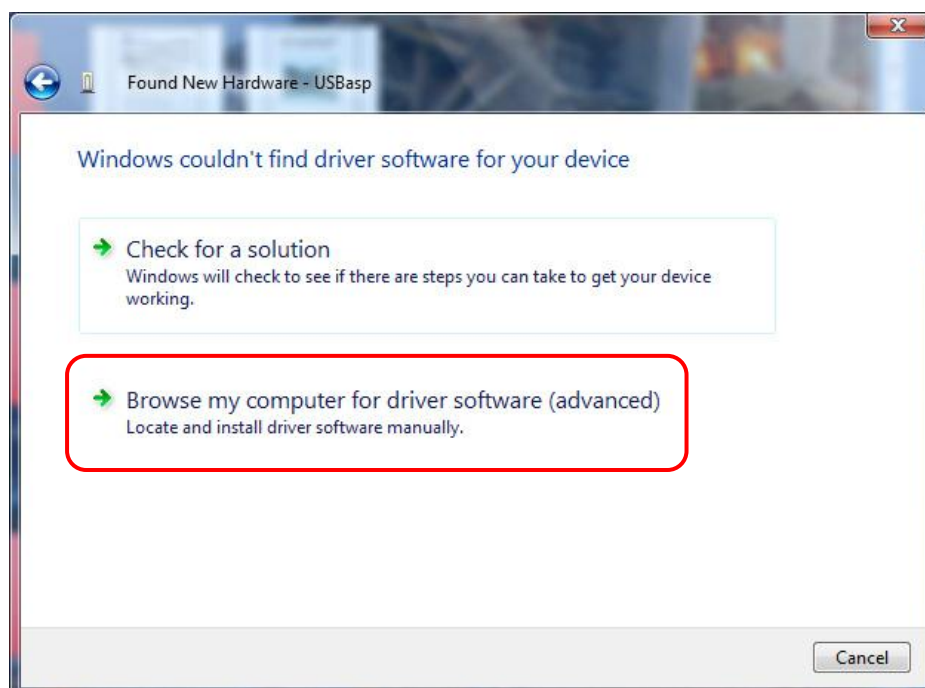 Found New Hardware - USBasp
Windows couldn't find driver software for your device
Check for a solution
Windows will check to see if there are steps you can take to get your device
working.
Browse my computer for driver software (advanced)
Locate and install driver software manually.
Cancel